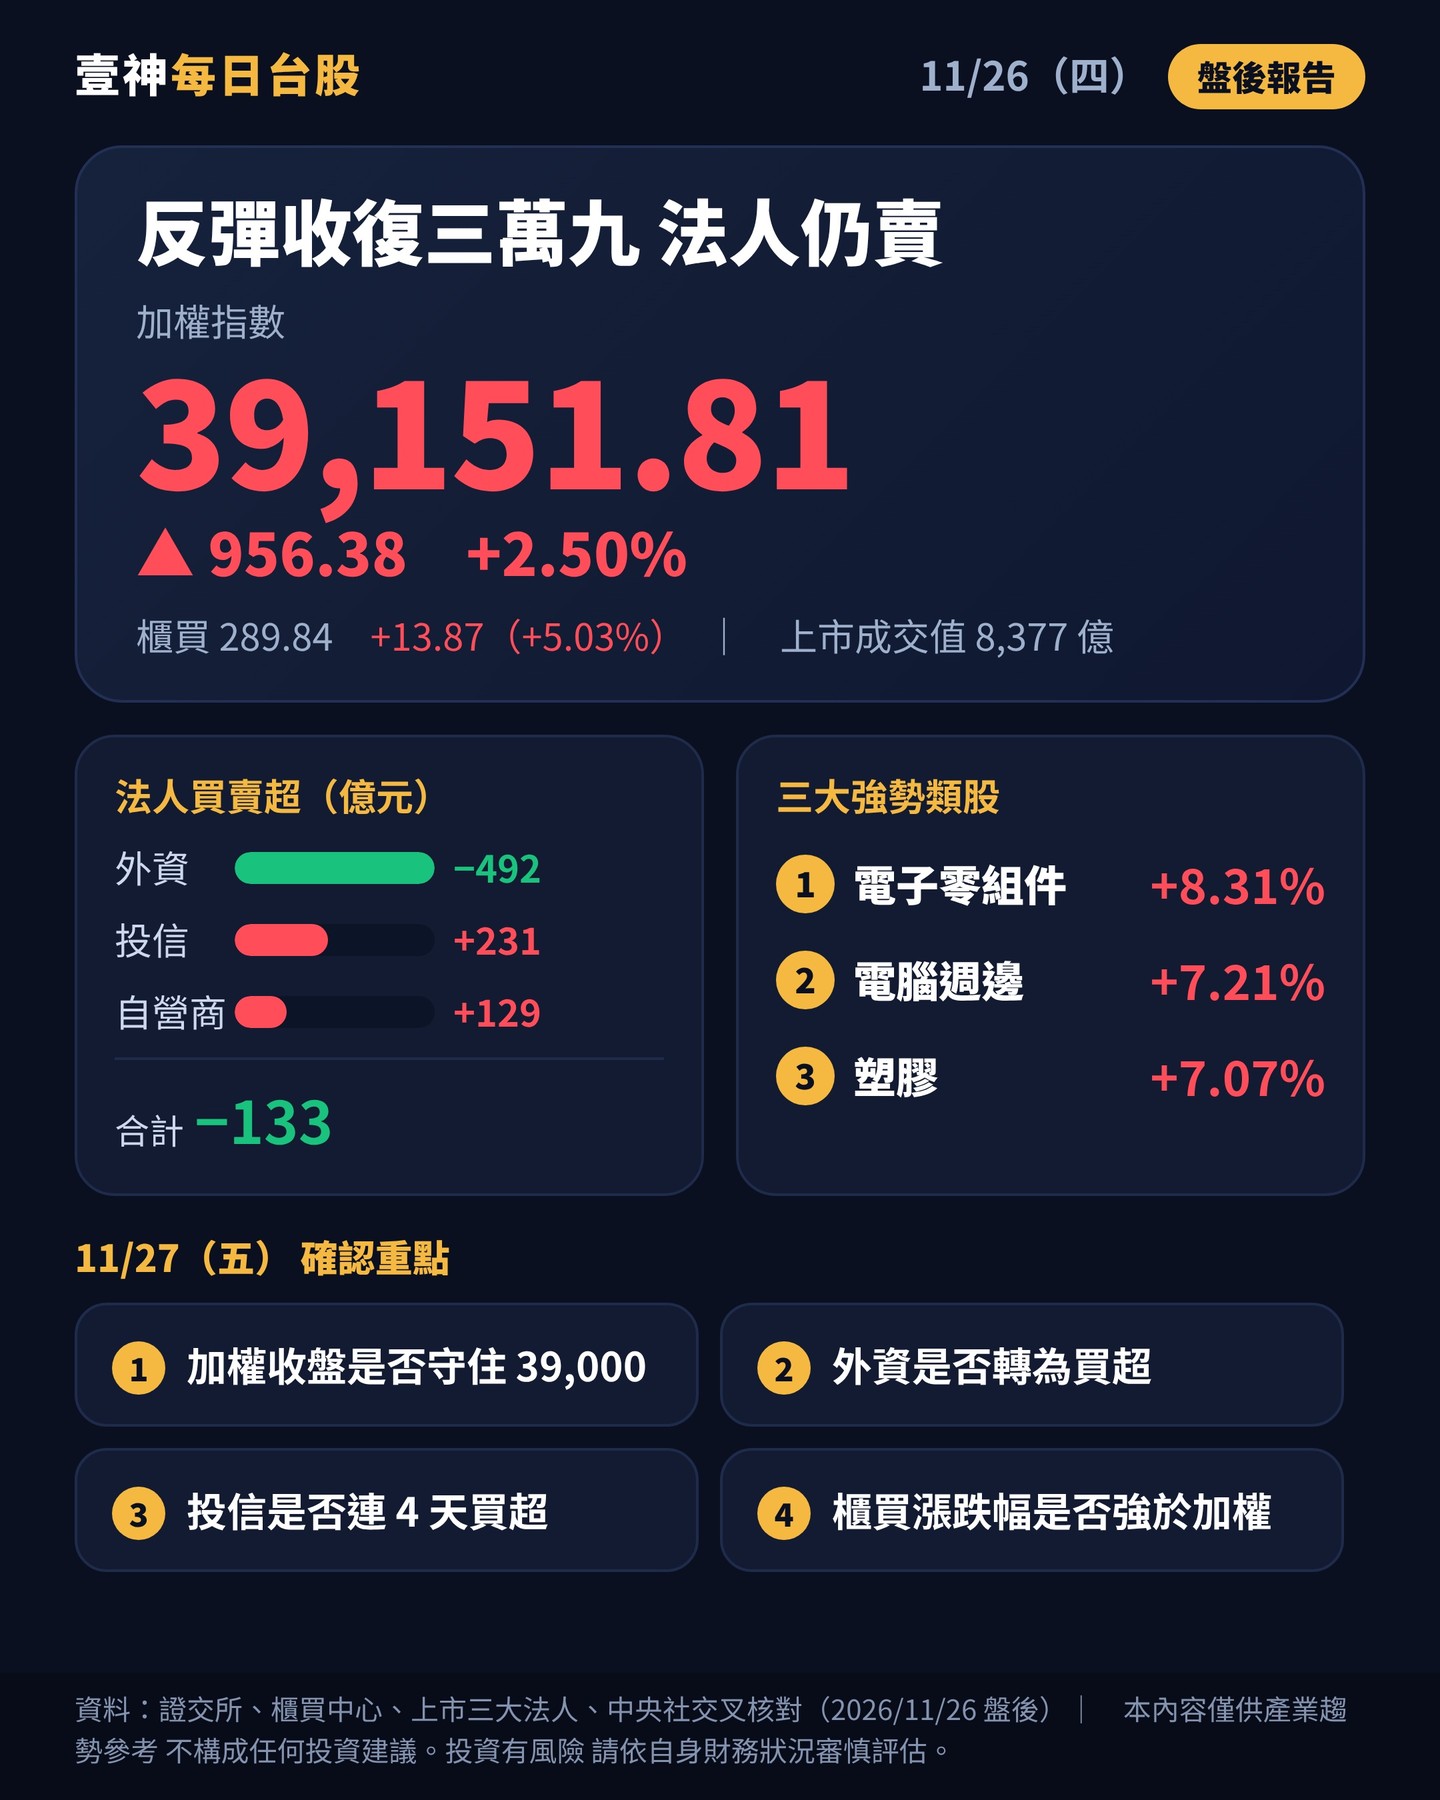 壹神每日台股
11/26（四） 盤後報告
反彈收復三萬九 法人仍賣
加權指數
39,151.81
▲ 956.38 +2.50%
櫃買 289.84 +13.87（+5.03%）｜ 上市成交值 8,377 億
法人買賣超（億元）
外資 −492
投信 +231
自營商 +129
合計 −133
三大強勢類股
1 電子零組件 +8.31%
2 電腦週邊 +7.21%
3 塑膠 +7.07%
11/27（五） 確認重點
1 加權收盤是否守住 39,000
2 外資是否轉為買超
3 投信是否連 4 天買超
4 櫃買漲跌幅是否強於加權
資料：證交所、櫃買中心、上市三大法人、中央社交叉核對（2026/11/26 盤後）｜ 本內容僅供產業趨
勢參考 不構成任何投資建議。投資有風險 請依自身財務狀況審慎評估。